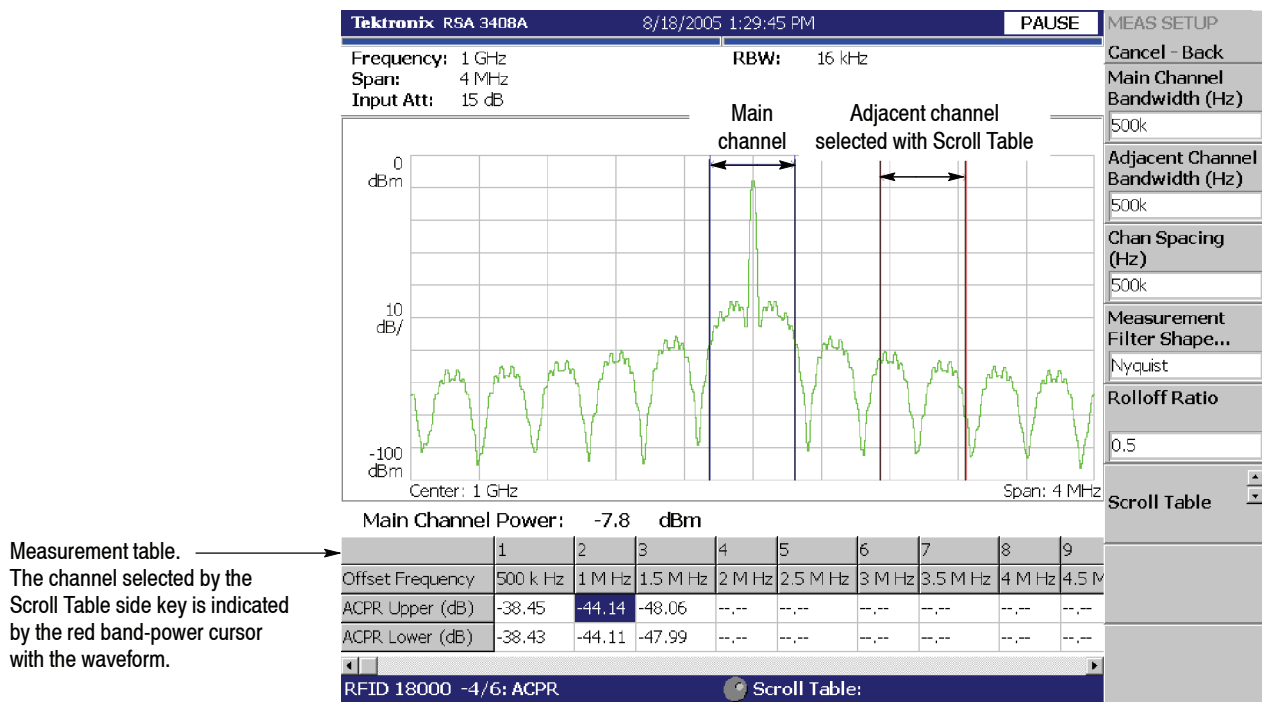 Tektronix RSA 3408A 8/18/2005 1:29:45 PM PAUSE
Frequency: 1 GHz RBW: 16 kHz
Span: 4 MHz
Input Att: 15 dB
Main channel
Adjacent channel
selected with Scroll Table
0
dBm
10
dB/
-100
dBm
Center: 1 GHz Span: 4 MHz
Main Channel Power: -7.8 dBm
1 2 3 4 5 6 7 8 9
Offset Frequency 500 k Hz 1 M Hz 1.5 M Hz 2 M Hz 2.5 M Hz 3 M Hz 3.5 M Hz 4 M Hz 4.5 M
ACPR Upper (dB) -38.45 -44.14 -48.06 --.-- --.-- --.-- --.-- --.-- --.--
ACPR Lower (dB) -38.43 -44.11 -47.99 --.-- --.-- --.-- --.-- --.-- --.--
RFID 18000 -4/6: ACPR Scroll Table:
MEAS SETUP
Cancel - Back
Main Channel
Bandwidth (Hz)
500k
Adjacent Channel
Bandwidth (Hz)
500k
Chan Spacing
(Hz)
500k
Measurement
Filter Shape...
Nyquist
Rolloff Ratio
0.5
Scroll Table
Measurement table.
The channel selected by the
Scroll Table side key is indicated
by the red band-power cursor
with the waveform.